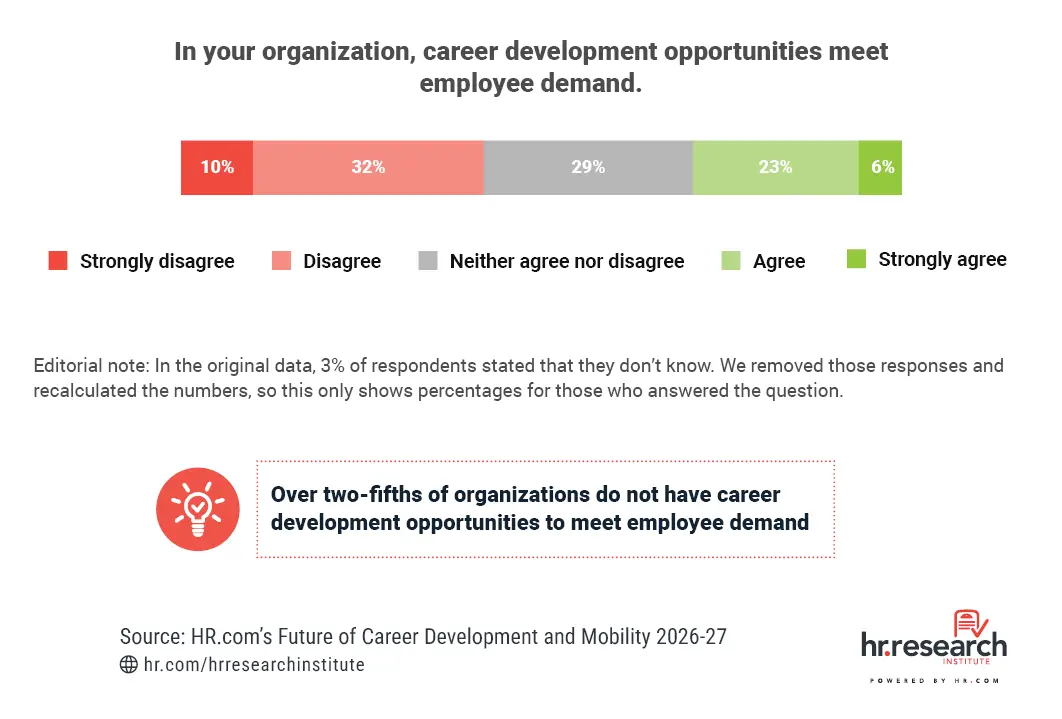 In your organization, career development opportunities meet
employee demand.
10% 32% 29% 23% 6%
Strongly disagree Disagree Neither agree nor disagree Agree Strongly agree
Editorial note: In the original data, 3% of respondents stated that they don’t know. We removed those responses and
recalculated the numbers, so this only shows percentages for those who answered the question.
Over two-fifths of organizations do not have career
development opportunities to meet employee demand
Source: HR.com’s Future of Career Development and Mobility 2026-27
hr.com/hrresearchinstitute
hr.research
INSTITUTE
POWERED BY HR.COM